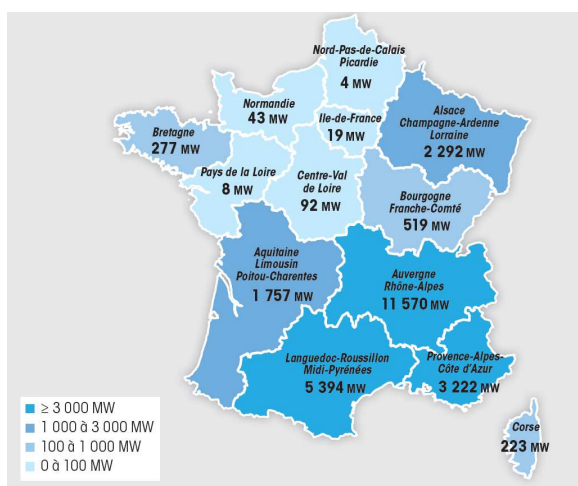 Nord-Pas-de-Calais
Picardie
4 MW
Normandie
43 MW
Ile-de-France
19 MW
Alsace
Champagne-Ardenne
Lorraine
2 292 MW
Bretagne
277 MW
Pays de la Loire
8 MW
Centre-Val
de Loire
92 MW
Bourgogne
Franche-Comté
519 MW
Aquitaine
Limousin
Poitou-Charentes
1 757 MW
Auvergne
Rhône-Alpes
11 570 MW
Languedoc-Roussillon
Midi-Pyrénées
5 394 MW
Provence-Alpes-
Côte d'Azur
3 222 MW
Corse
223 MW
≥ 3 000 MW
1 000 à 3 000 MW
100 à 1 000 MW
0 à 100 MW